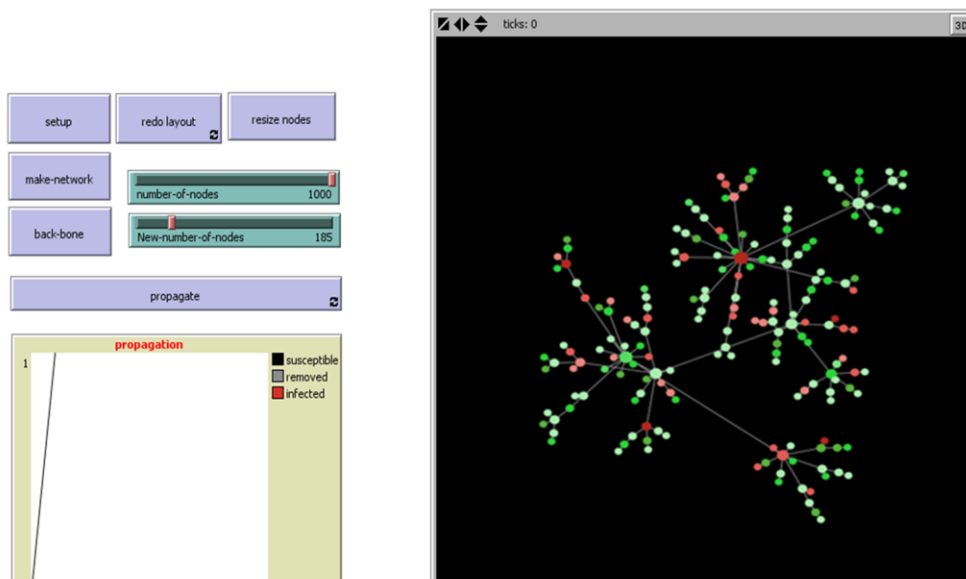 ticks: 0
3D
setup
redo layout
resize nodes
make-network
number-of-nodes 1000
back-bone
New-number-of-nodes 185
propagate
propagation
1
susceptible
removed
infected